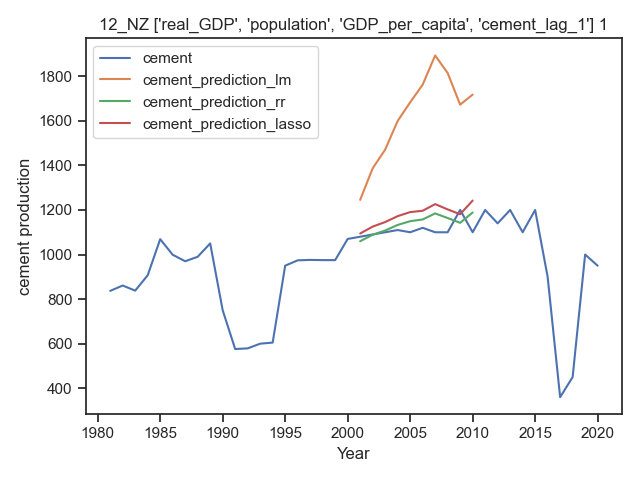 12_NZ ['real_GDP', 'population', 'GDP_per_capita', 'cement_lag_1'] 1
cement
cement_prediction_lm
cement_prediction_rr
cement_prediction_lasso
cement production
1800
1600
1400
1200
1000
800
600
400
1980 1985 1990 1995 2000 2005 2010 2015 2020
Year